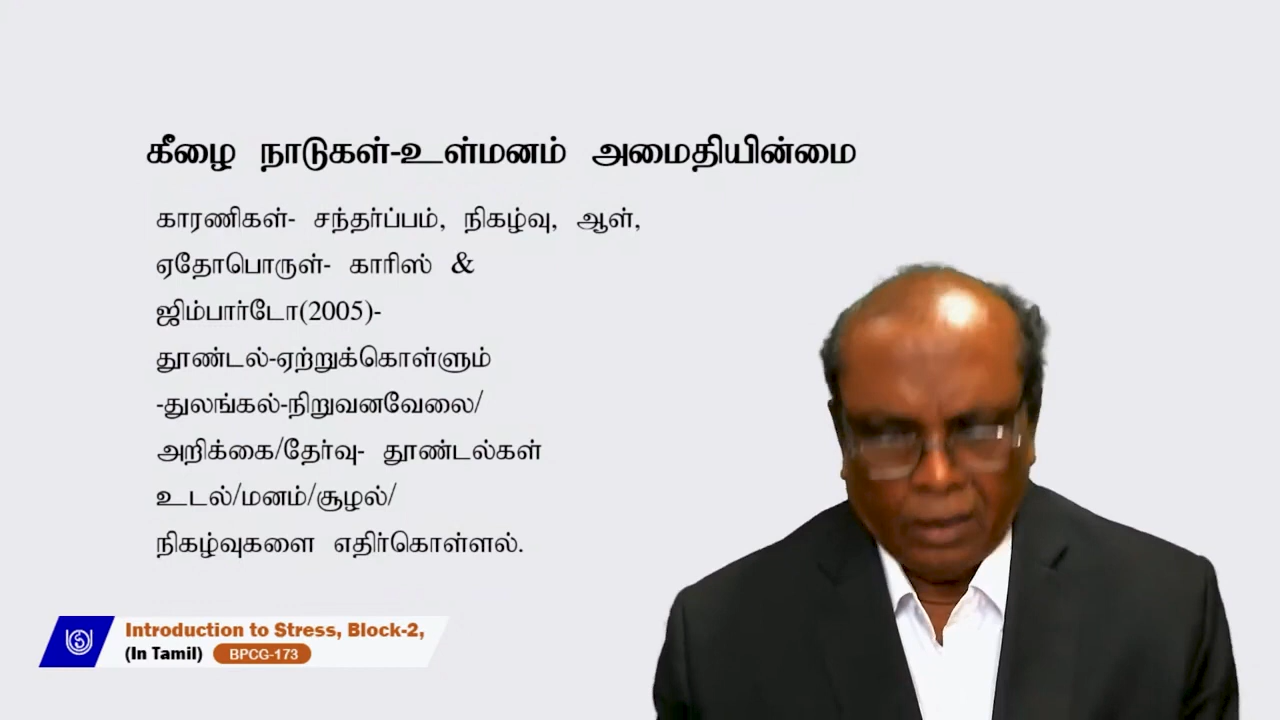 கீழை நாடுகள்-உள்மனம் அமைதியின்மை
காரணிகள்- சந்தர்ப்பம், நிகழ்வு, ஆள்,
ஏதோபொருள்- காரிஸ் &
ஜிம்பார்டோ(2005)-
தூண்டல்-ஏற்றுக்கொள்ளும்
-துலங்கல்-நிறுவனவேலை/
அறிக்கை/தேர்வு- தூண்டல்கள்
உடல்/மனம்/சூழல்/
நிகழ்வுகளை எதிர்கொள்ளல்.
Introduction to Stress, Block-2,
(In Tamil) BPCG-173